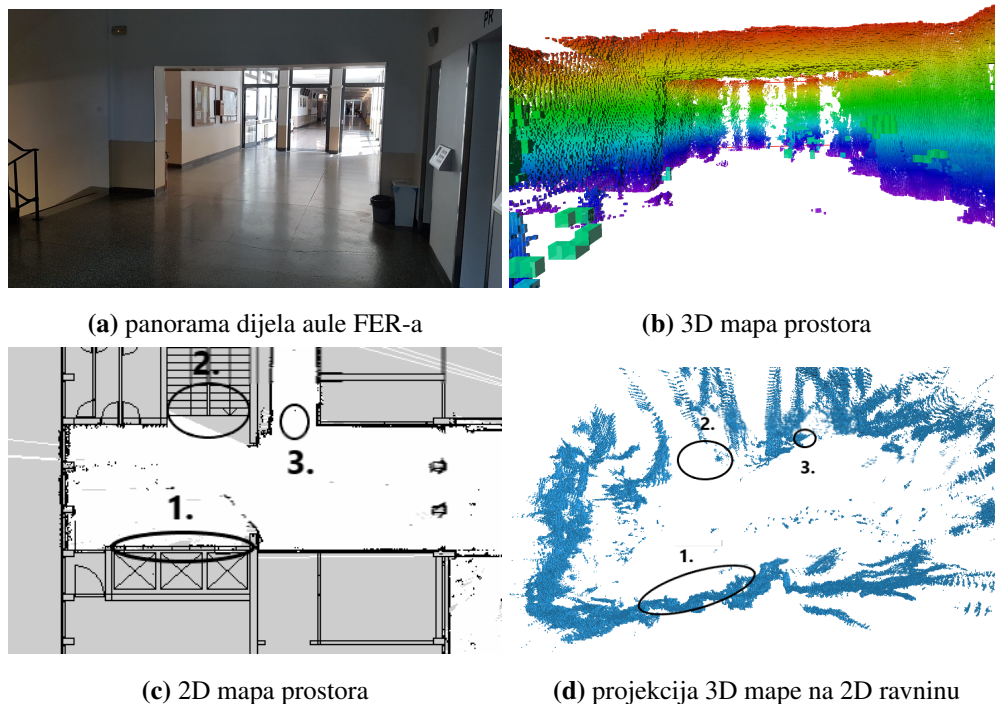 PR
(a) panorama dijela aule FER-a
(b) 3D mapa prostora
2.
3.
1.
2.
3.
1.
(c) 2D mapa prostora
(d) projekcija 3D mape na 2D ravninu